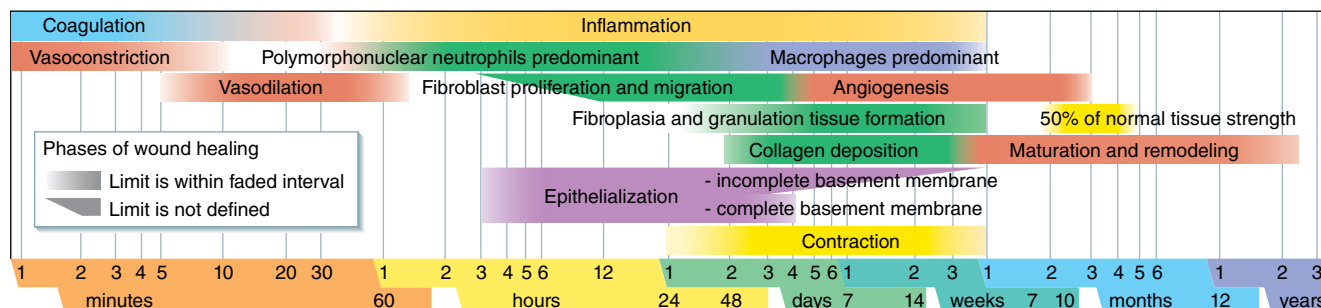 Coagulation Inflammation
Vasoconstriction Polymorphonuclear neutrophils predominant Macrophages predominant
Vasodilation Fibroblast proliferation and migration Angiogenesis
Fibroplasia and granulation tissue formation 50% of normal tissue strength
Phases of wound healing
Limit is within faded interval
Limit is not defined
Collagen deposition Maturation and remodeling
Epithelialization
- incomplete basement membrane
- complete basement membrane
Contraction
1 2 3 4 5 10 20 30 1 2 3 4 5 6 12 1 2 3 4 5 6 1 2 3 1 2 3 4 5 6 1 2 3
minutes 60 hours 24 48 days 7 14 weeks 7 10 months 12 years